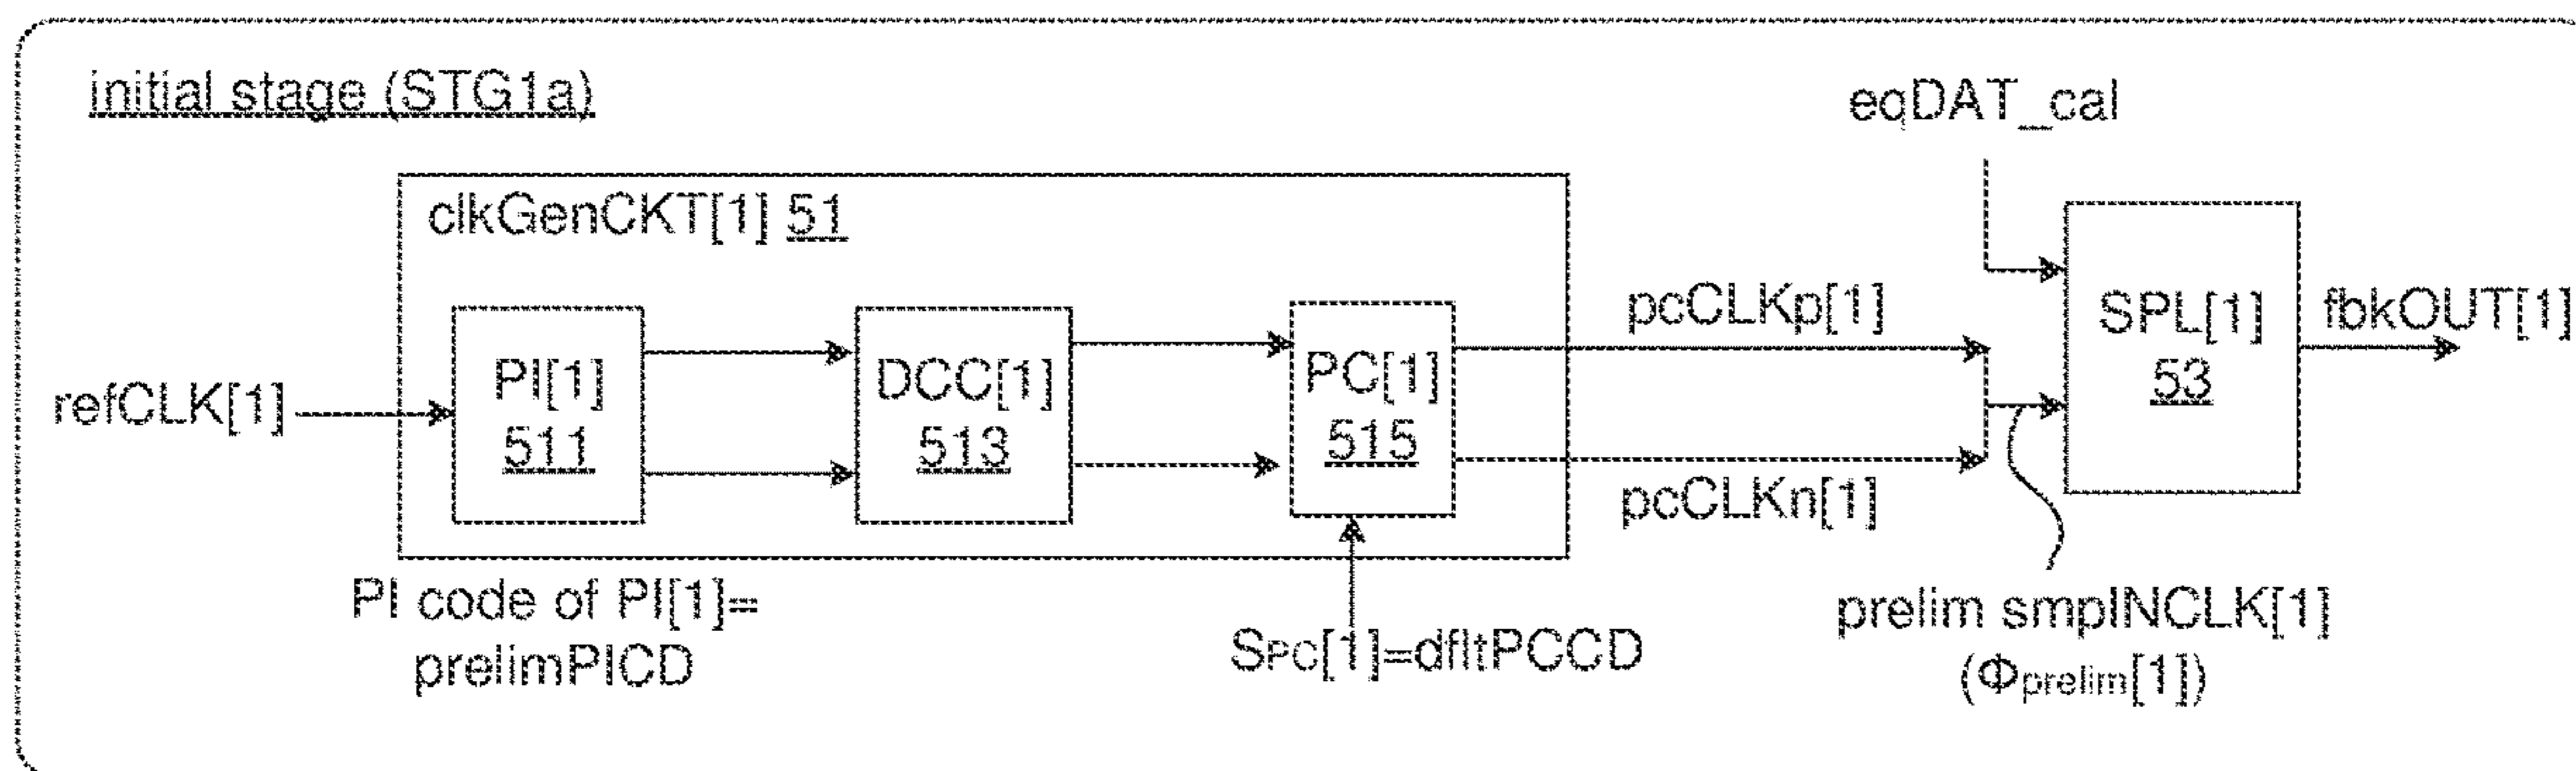 initial stage (STG1a)
eqDAT_cal
clkGenCKT[1] 51
refCLK[1]
PI[1]
511
DCC[1]
513
PC[1]
515
pcCLKp[1]
pcCLKn[1]
SPL[1]
53
fbkOUT[1]
PI code of PI[1]=
prelimPICD
SPC[1]=dfltPCCD
prelim smplNCLK[1]
(Φprelim[1])